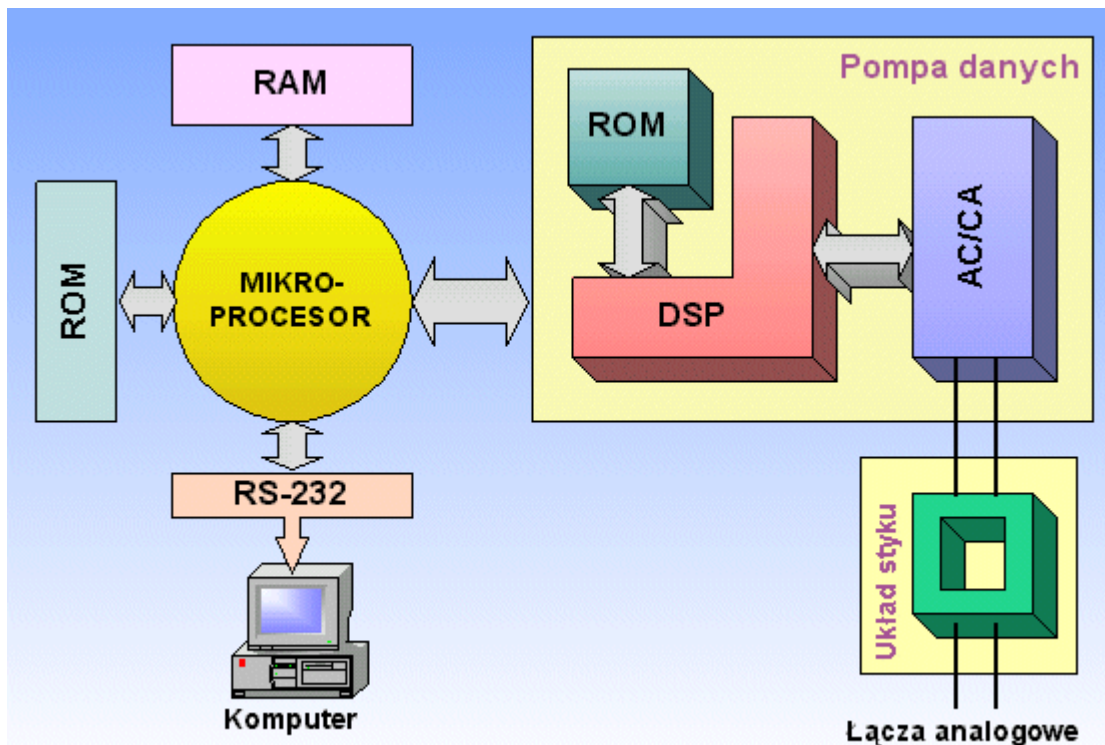 RAM
Pompa danych
ROM
AC/CA
ROM
MIKRO-
PROCESOR
DSP
RS-232
Układ styku
Komputer
Łącza analogowe